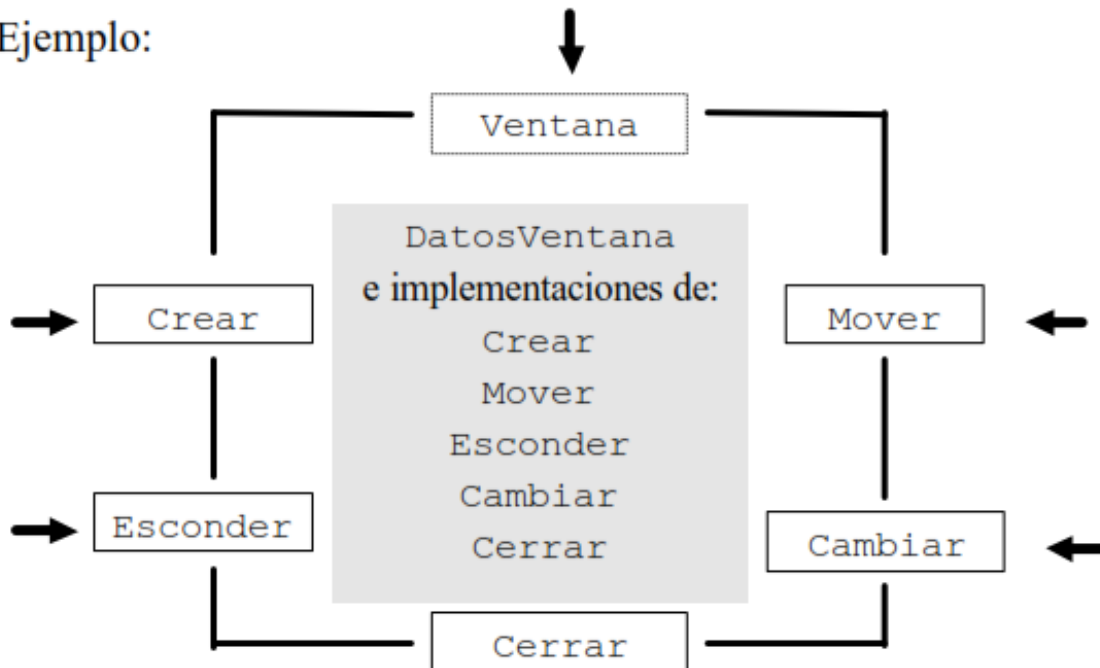 Ejemplo:
Ventana
DatosVentana
e implementaciones de:
Crear
Mover
Esconder
Cambiar
Cerrar
Crear
Mover
Esconder
Cambiar
Cerrar